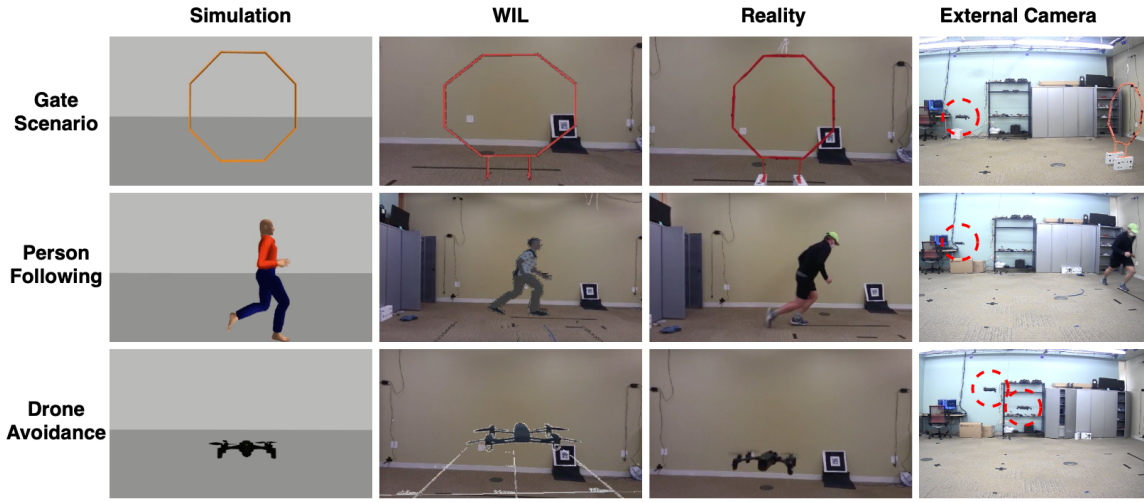 Simulation WIL Reality External Camera
Gate
Scenario
Person
Following
Drone
Avoidance